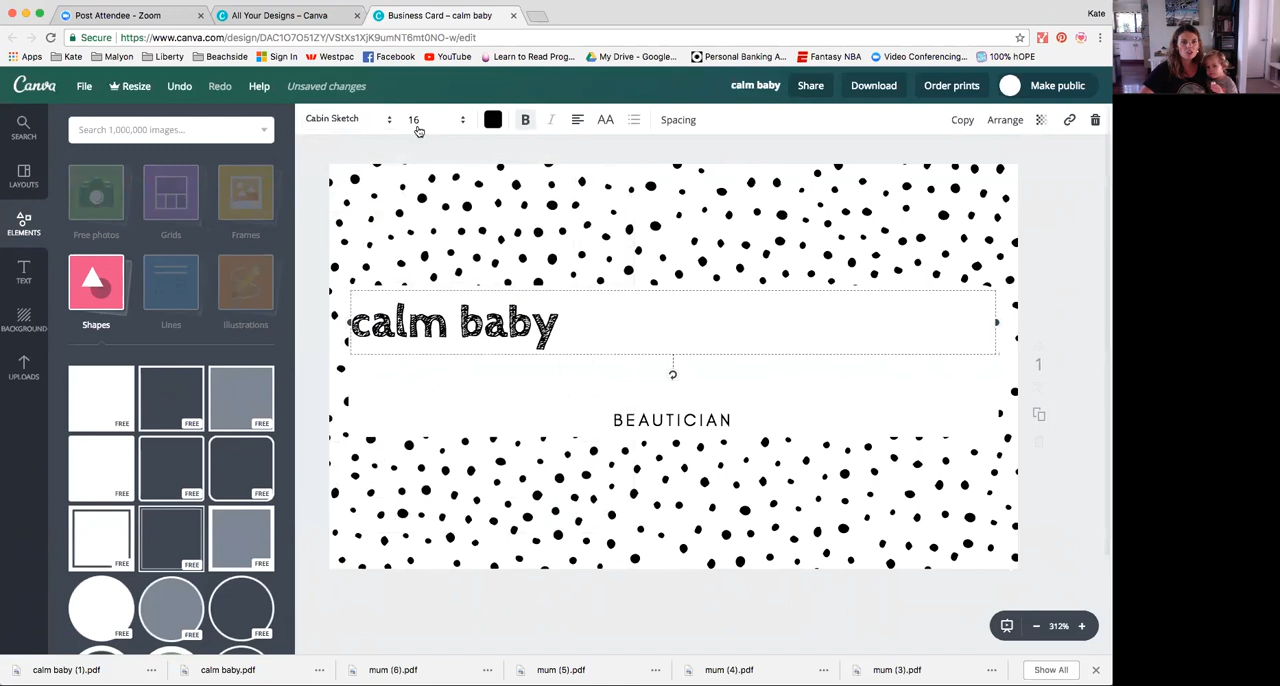 Post Attendee - Zoom
All Your Designs – Canva
Business Card – calm baby
Kate
Secure
https://www.canva.com/design/DAC1O7O51ZY/VStXs1XjK9umNT6mt0NO-w/edit
Apps
Kate
Malyon
Liberty
Beachside
Sign In
Westpac
Facebook
YouTube
Learn to Read Prog...
My Drive - Google...
Personal Banking A...
Fantasy NBA
Video Conferencing...
100% hOPE
Canva
File
Resize
Undo
Redo
Help
Unsaved changes
calm baby
Share
Download
Order prints
Make public
SEARCH
LAYOUTS
ELEMENTS
TEXT
BACKGROUND
UPLOADS
Search 1,000,000 images...
Free photos
Grids
Frames
Shapes
Lines
Illustrations
FREE
FREE
FREE
FREE
FREE
FREE
FREE
FREE
FREE
FREE
FREE
FREE
Cabin Sketch
16
B
I
AA
Spacing
Copy
Arrange
calm baby
BEAUTICIAN
1
312%
calm baby (1).pdf
calm baby.pdf
mum (6).pdf
mum (5).pdf
mum (4).pdf
mum (3).pdf
Show All